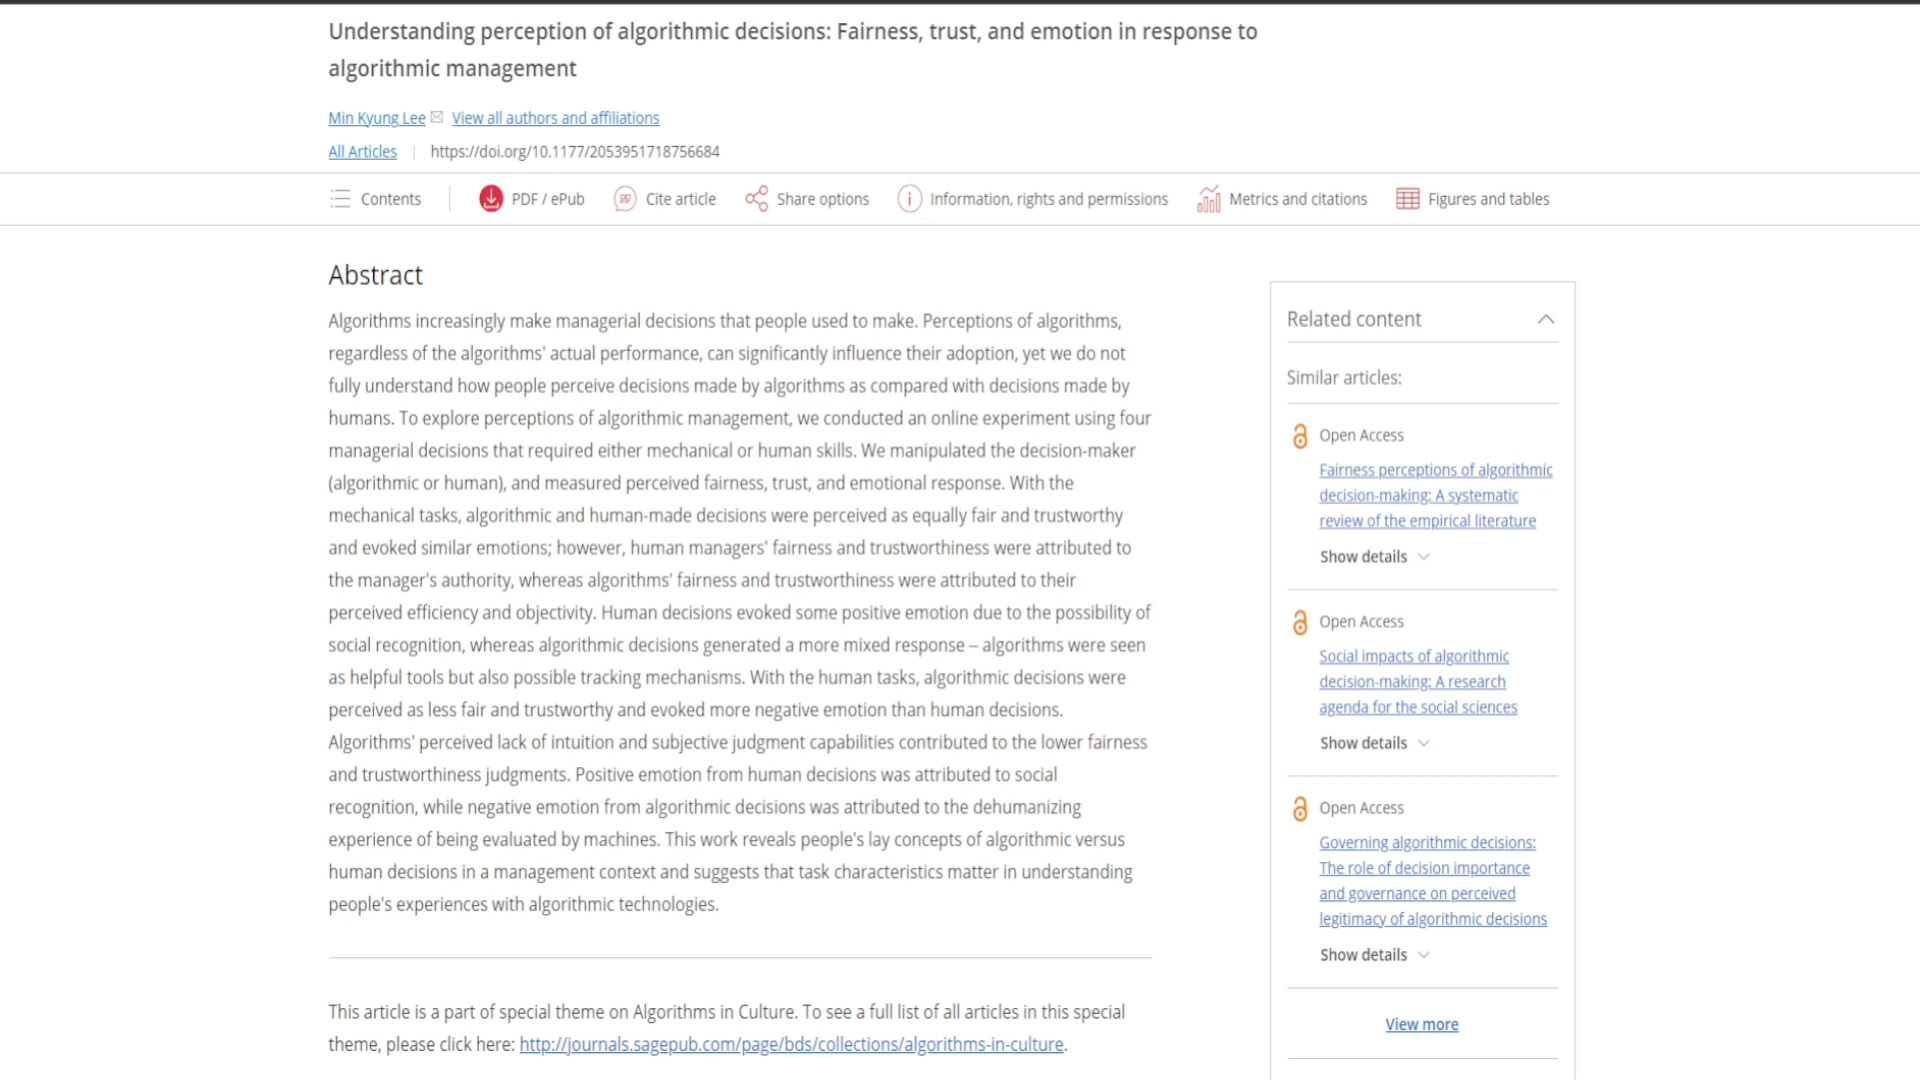 Understanding perception of algorithmic decisions: Fairness, trust, and emotion in response to
algorithmic management
Min Kyung Lee View all authors and affiliations
All Articles | https://doi.org/10.1177/2053951718756684
Contents | PDF / ePub Cite article Share options Information, rights and permissions Metrics and citations Figures and tables
Abstract
Algorithms increasingly make managerial decisions that people used to make. Perceptions of algorithms,
regardless of the algorithms' actual performance, can significantly influence their adoption, yet we do not
fully understand how people perceive decisions made by algorithms as compared with decisions made by
humans. To explore perceptions of algorithmic management, we conducted an online experiment using four
managerial decisions that required either mechanical or human skills. We manipulated the decision-maker
(algorithmic or human), and measured perceived fairness, trust, and emotional response. With the
mechanical tasks, algorithmic and human-made decisions were perceived as equally fair and trustworthy
and evoked similar emotions; however, human managers' fairness and trustworthiness were attributed to
the manager's authority, whereas algorithms' fairness and trustworthiness were attributed to their
perceived efficiency and objectivity. Human decisions evoked some positive emotion due to the possibility of
social recognition, whereas algorithmic decisions generated a more mixed response – algorithms were seen
as helpful tools but also possible tracking mechanisms. With the human tasks, algorithmic decisions were
perceived as less fair and trustworthy and evoked more negative emotion than human decisions.
Algorithms' perceived lack of intuition and subjective judgment capabilities contributed to the lower fairness
and trustworthiness judgments. Positive emotion from human decisions was attributed to social
recognition, while negative emotion from algorithmic decisions was attributed to the dehumanizing
experience of being evaluated by machines. This work reveals people's lay concepts of algorithmic versus
human decisions in a management context and suggests that task characteristics matter in understanding
people's experiences with algorithmic technologies.
This article is a part of special theme on Algorithms in Culture. To see a full list of all articles in this special
theme, please click here: http://journals.sagepub.com/page/bds/collections/algorithms-in-culture.
Related content
Similar articles:
Open Access
Fairness perceptions of algorithmic
decision-making: A systematic
review of the empirical literature
Show details
Open Access
Social impacts of algorithmic
decision-making: A research
agenda for the social sciences
Show details
Open Access
Governing algorithmic decisions:
The role of decision importance
and governance on perceived
legitimacy of algorithmic decisions
Show details
View more